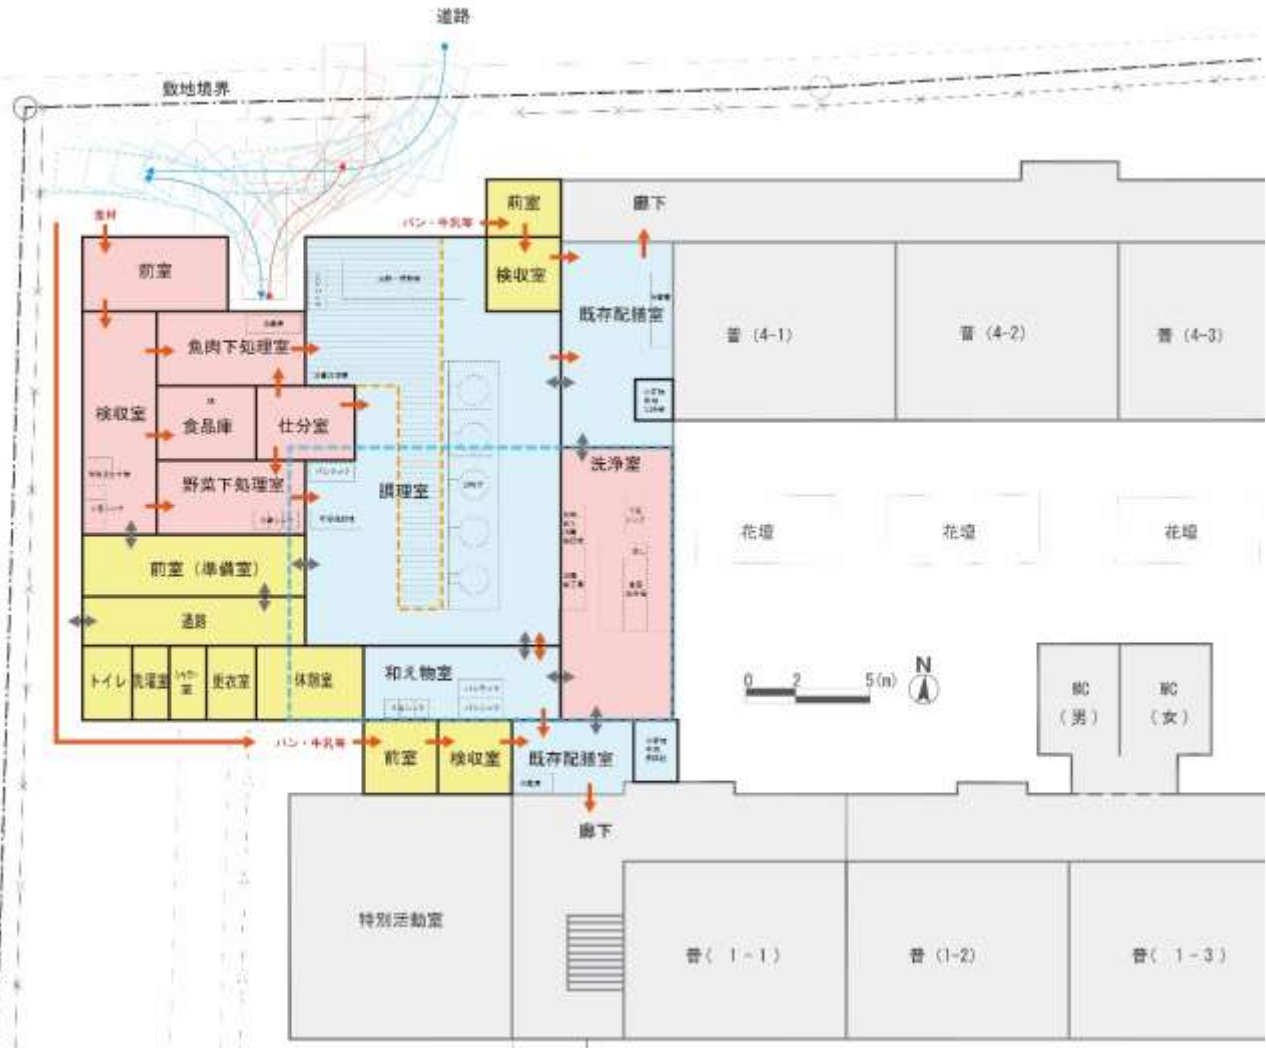 道路
敷地境界
食材
パン・牛乳等
前室
廊下
前室
検収室
既存配膳室
普 (4-1)
普 (4-2)
普 (4-3)
魚肉下処理室
検収室
食品庫
仕分室
洗浄室
野菜下処理室
調理室
花壇
花壇
花壇
前室 (準備室)
通路
トイレ
洗濯室
更衣室
休憩室
和え物室
パンラック
0 2 5(m)
N
WC
(男)
WC
(女)
パン・牛乳等
前室
検収室
既存配膳室
廊下
特別活動室
普( 1-1)
普 (1-2)
普( 1-3)